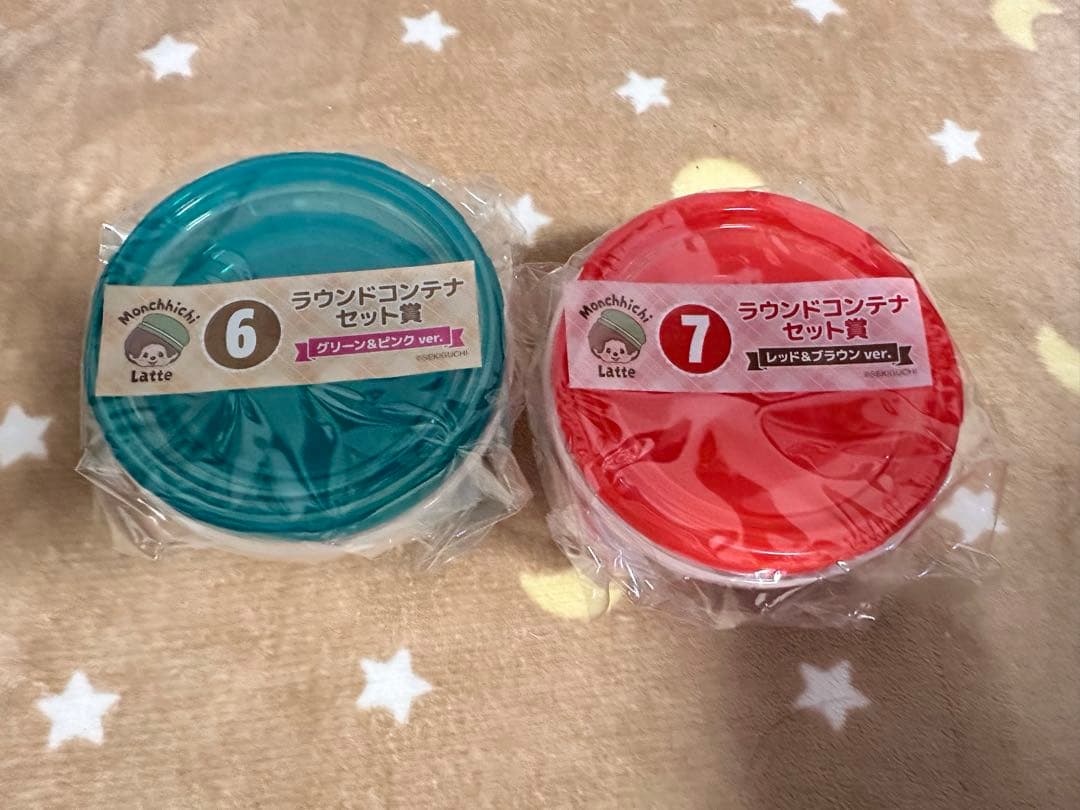 Monchhichi
Latte
6
ラウンドコンテナ
セット賞
グリーン&ピンク ver.
©SEKIGUCHI
Monchhichi
Latte
7
ラウンドコンテナ
セット賞
レッド&ブラウン ver.
©SEKIGUCHI